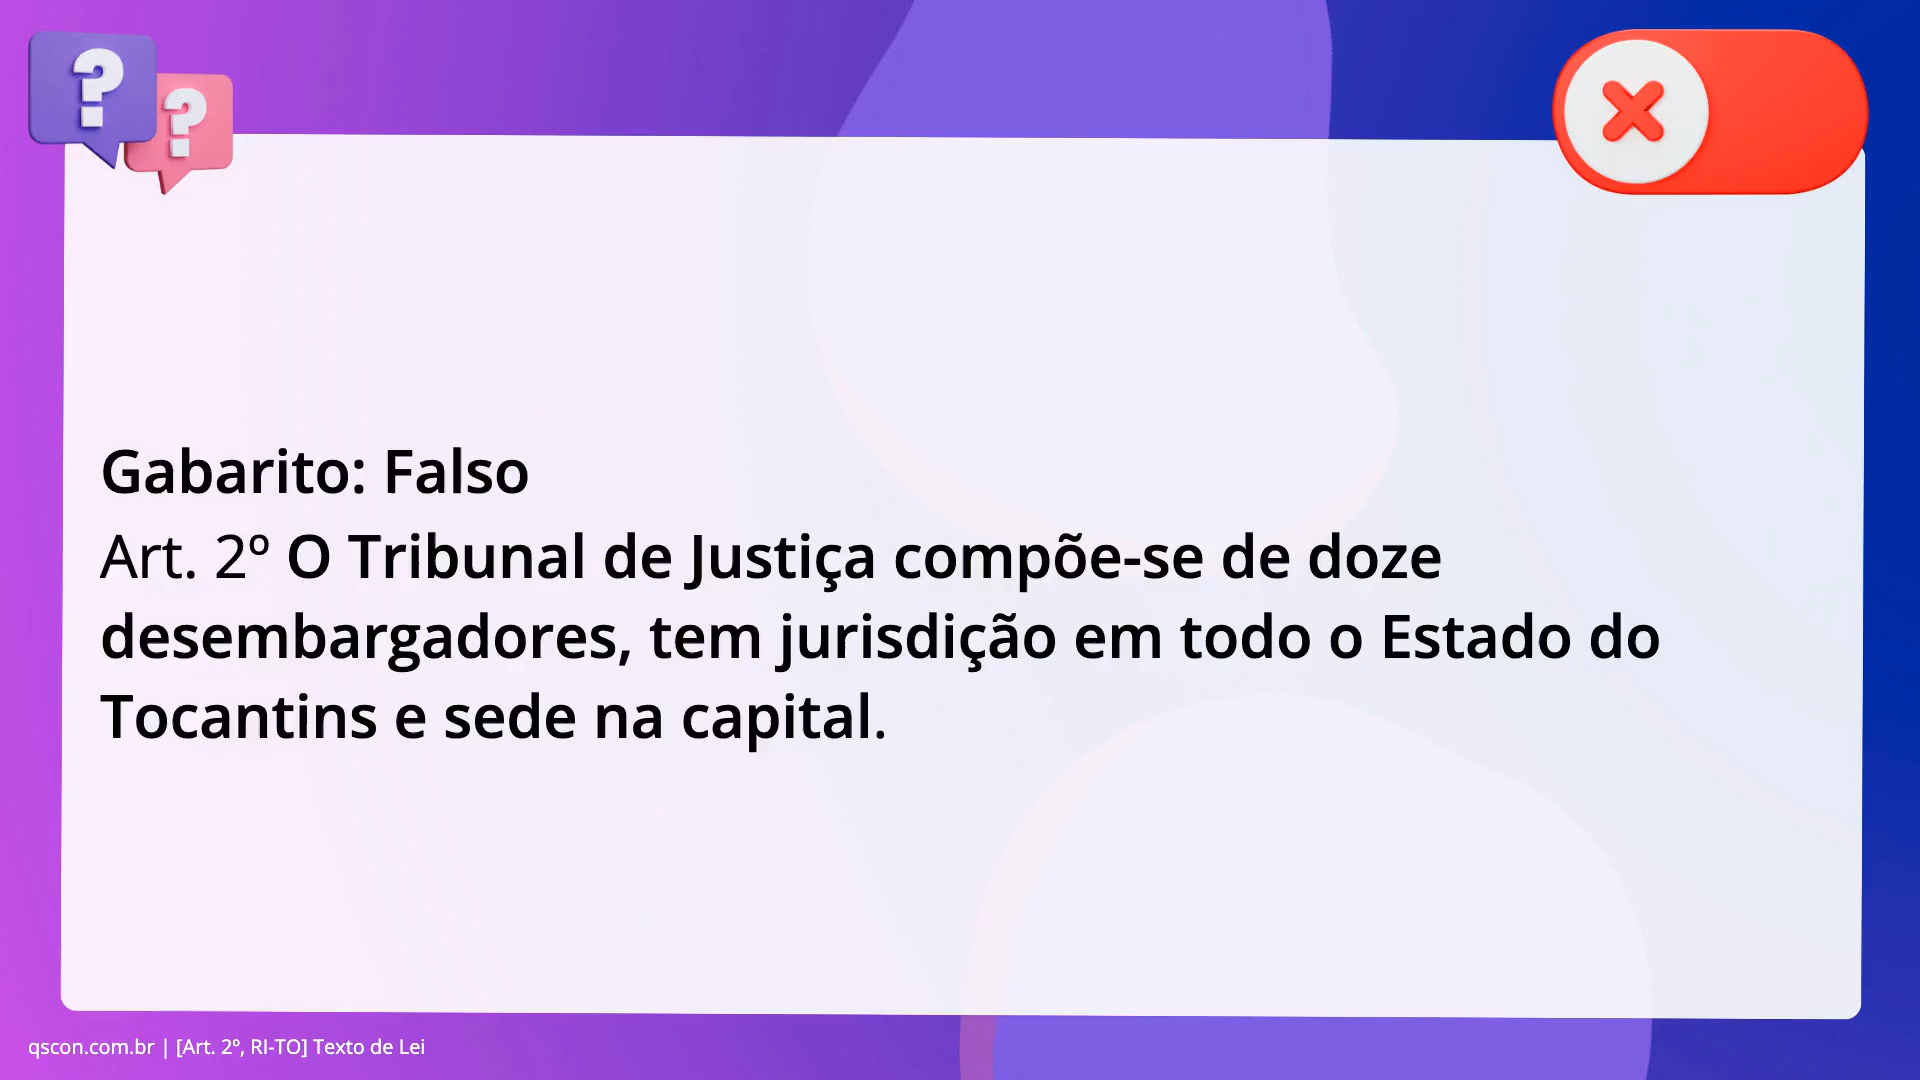 Gabarito: Falso
Art. 2º O Tribunal de Justiça compõe-se de doze
desembargadores, tem jurisdição em todo o Estado do
Tocantins e sede na capital.
qscon.com.br | [Art. 2º, RI-TO] Texto de Lei